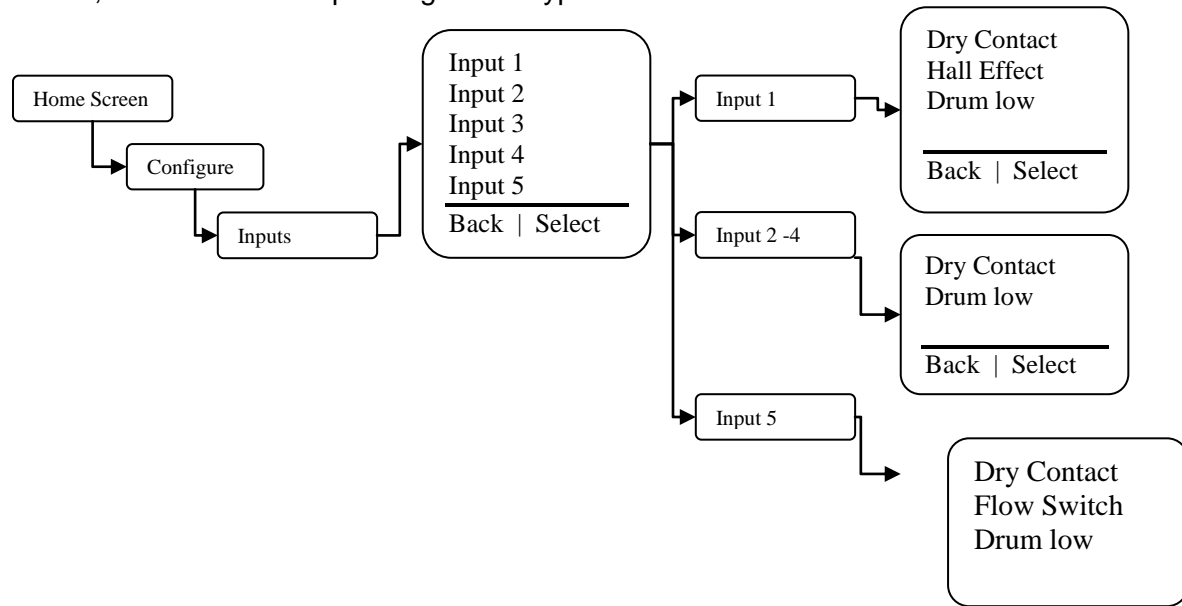 Home Screen
Configure
Inputs
Input 1
Input 2
Input 3
Input 4
Input 5
Back | Select
Input 1
Dry Contact
Hall Effect
Drum low
Back | Select
Input 2 -4
Dry Contact
Drum low
Back | Select
Input 5
Dry Contact
Flow Switch
Drum low